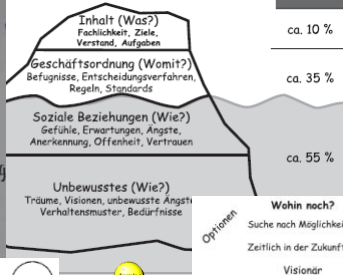 Inhalt (Was?)
Fachlichkeit, Ziele,
Verstand, Aufgaben
ca. 10 %
Geschäftsordnung (Womit?)
Befugnisse, Entscheidungsverfahren,
Regeln, Standards
ca. 35 %
Soziale Beziehungen (Wie?)
Gefühle, Erwartungen, Ängste,
Anerkennung, Offenheit, Vertrauen
ca. 55 %
Unbewusstes (Wie?)
Träume, Visionen, unbewusste Ängste
Verhaltensmuster, Bedürfnisse
Optionen
Wohin noch?
Suche nach
Zeitlich in der
Visionär